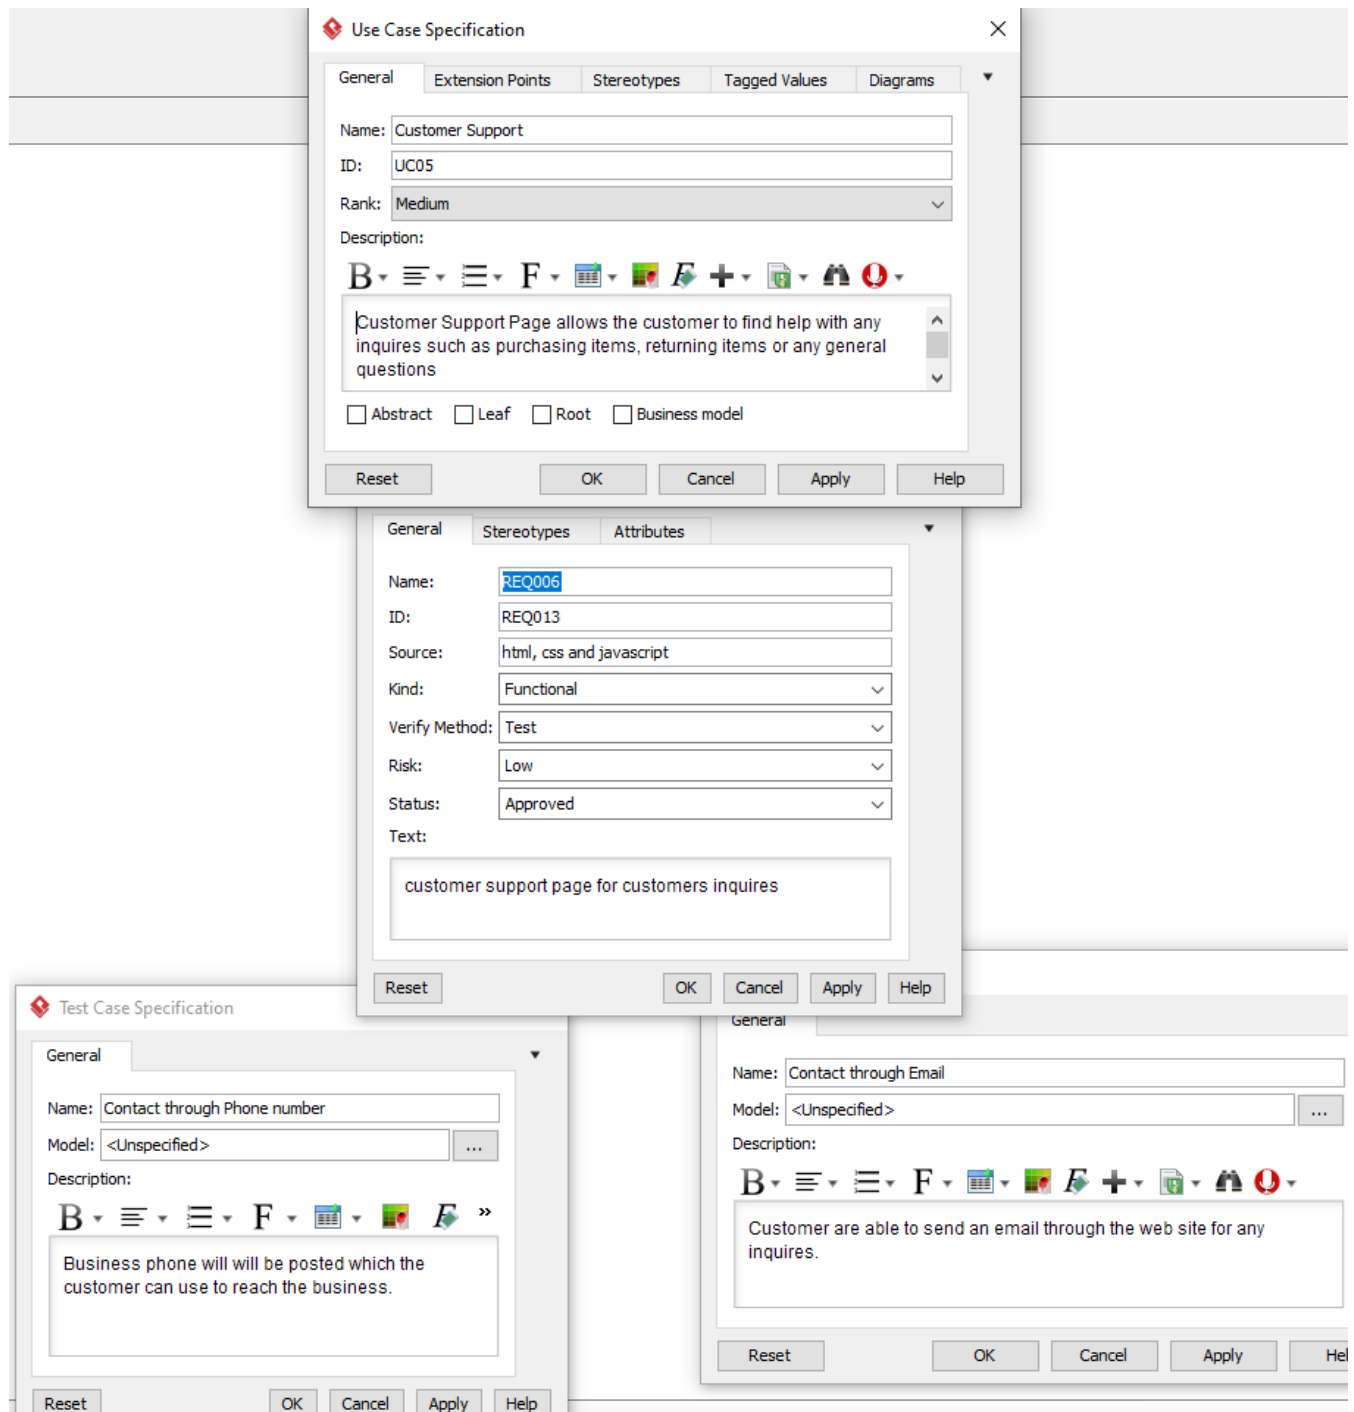 Use Case Specification
General Extension Points Stereotypes Tagged Values Diagrams
Name: Customer Support
ID: UC05
Rank: Medium
Description:
Customer Support Page allows the customer to find help with any
inquires such as purchasing items, returning items or any general
questions
Abstract Leaf Root Business model
Reset OK Cancel Apply Help
General Stereotypes Attributes
Name: REQ006
ID: REQ013
Source: html, css and javascript
Kind: Functional
Verify Method: Test
Risk: Low
Status: Approved
Text:
customer support page for customers inquires
Reset OK Cancel Apply Help
Test Case Specification
General
Name: Contact through Phone number
Model: <Unspecified> ...
Description:
Business phone will will be posted which the
customer can use to reach the business.
Reset OK Cancel Apply Help
General
Name: Contact through Email
Model: <Unspecified> ...
Description:
Customer are able to send an email through the web site for any
inquires.
Reset OK Cancel Apply